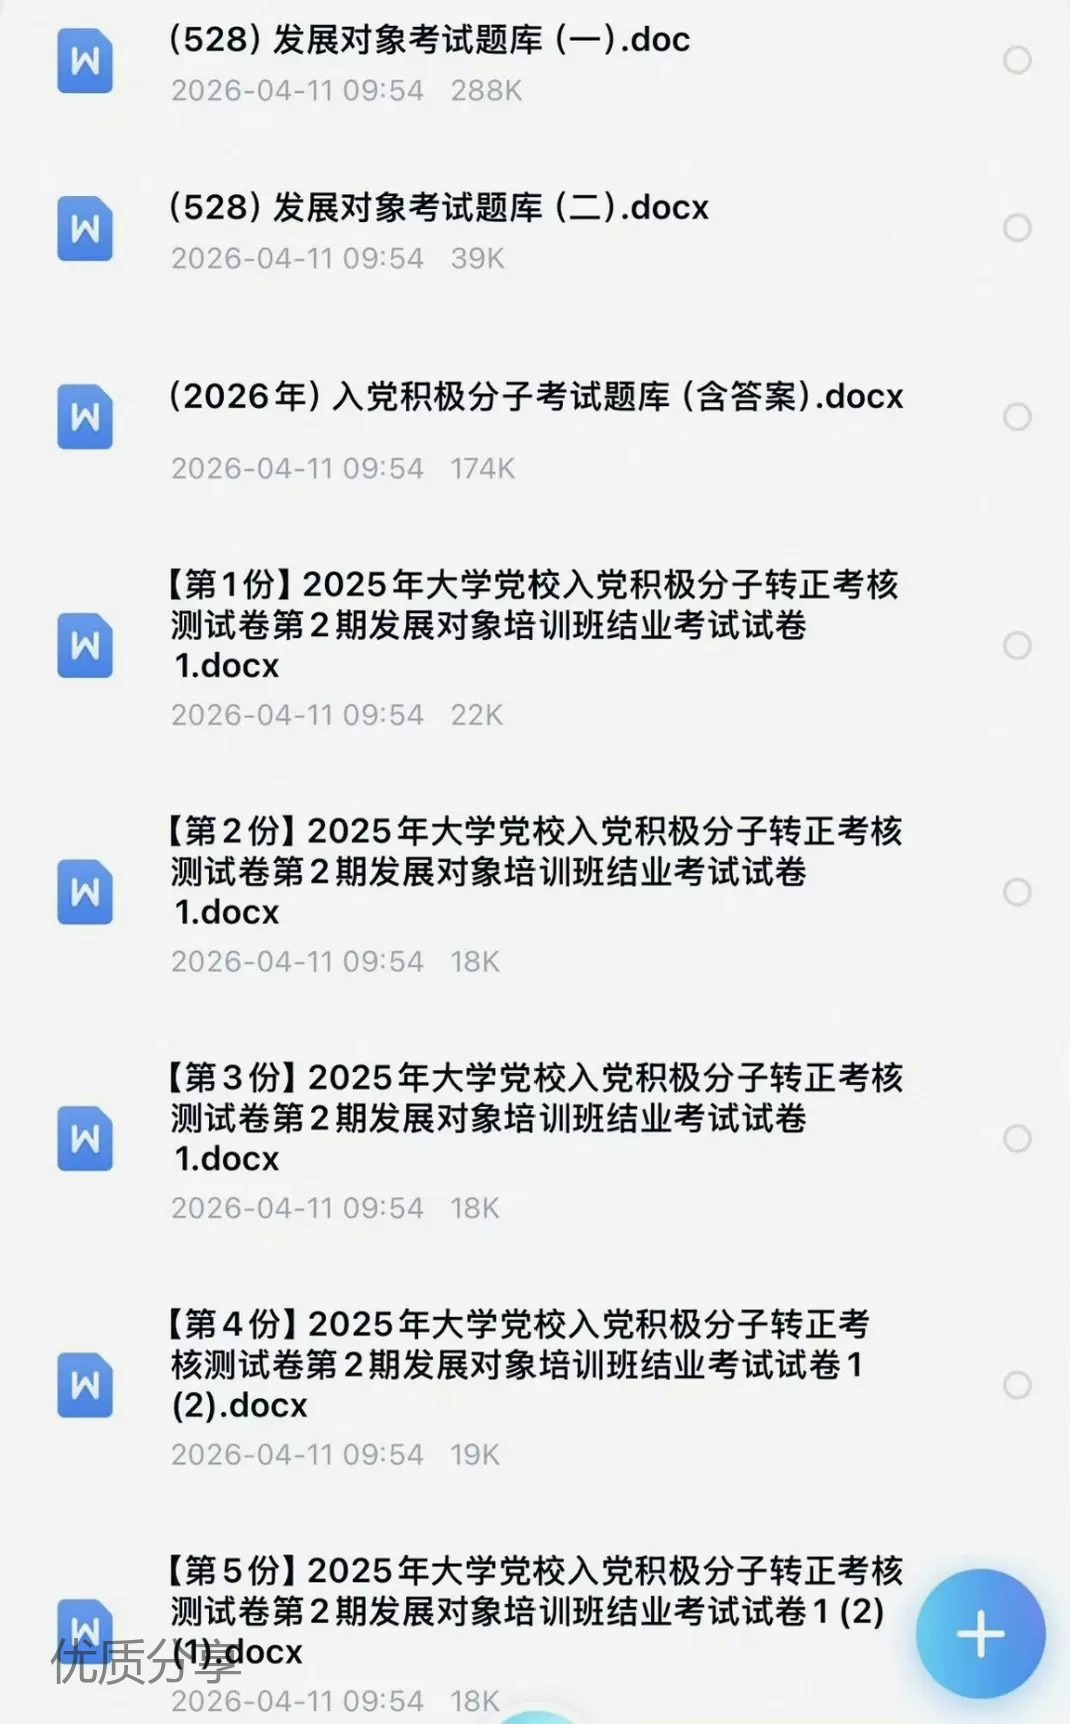 （528）发展对象考试题库（一）.doc
2026-04-11 09:54 288K
（528）发展对象考试题库（二）.docx
2026-04-11 09:54 39K
（2026年）入党积极分子考试题库（含答案）.docx
2026-04-11 09:54 174K
【第1份】2025年大学党校入党积极分子转正考核
测试卷第2期发展对象培训班结业考试试卷
1.docx
2026-04-11 09:54 22K
【第2份】2025年大学党校入党积极分子转正考核
测试卷第2期发展对象培训班结业考试试卷
1.docx
2026-04-11 09:54 18K
【第3份】2025年大学党校入党积极分子转正考核
测试卷第2期发展对象培训班结业考试试卷
1.docx
2026-04-11 09:54 18K
【第4份】2025年大学党校入党积极分子转正考
核测试卷第2期发展对象培训班结业考试试卷1
(2).docx
2026-04-11 09:54 19K
【第5份】2025年大学党校入党积极分子转正考核
测试卷第2期发展对象培训班结业考试试卷1 (2)
(1).docx
优质分享
2026-04-11 09:54 18K